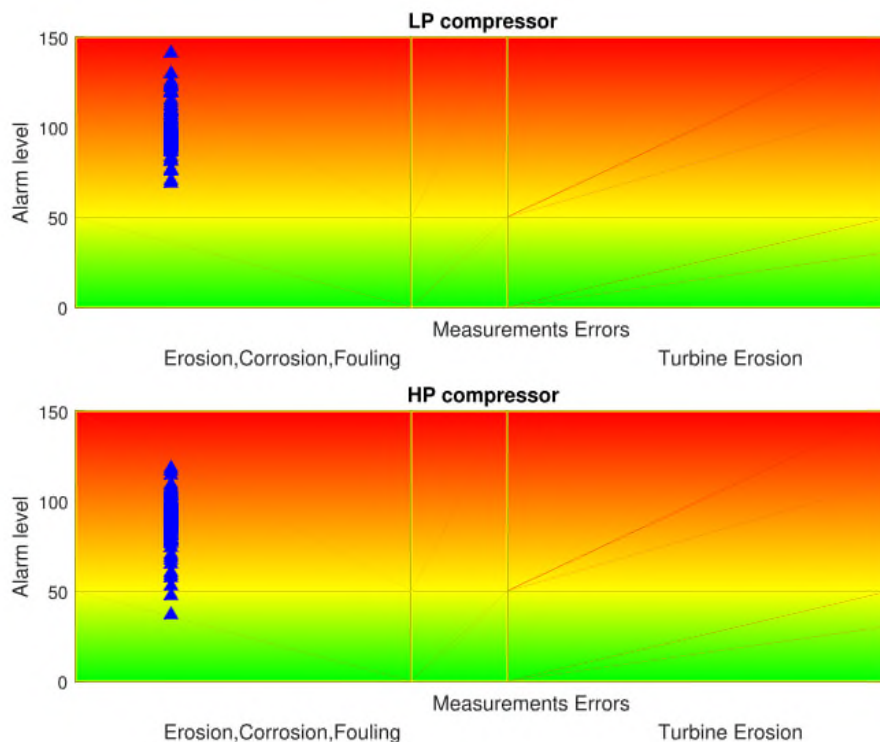 LP compressor
150
100
50
0
Alarm level
Measurements Errors
Erosion,Corrosion,Fouling Turbine Erosion
HP compressor
150
100
50
0
Alarm level
Measurements Errors
Erosion,Corrosion,Fouling Turbine Erosion